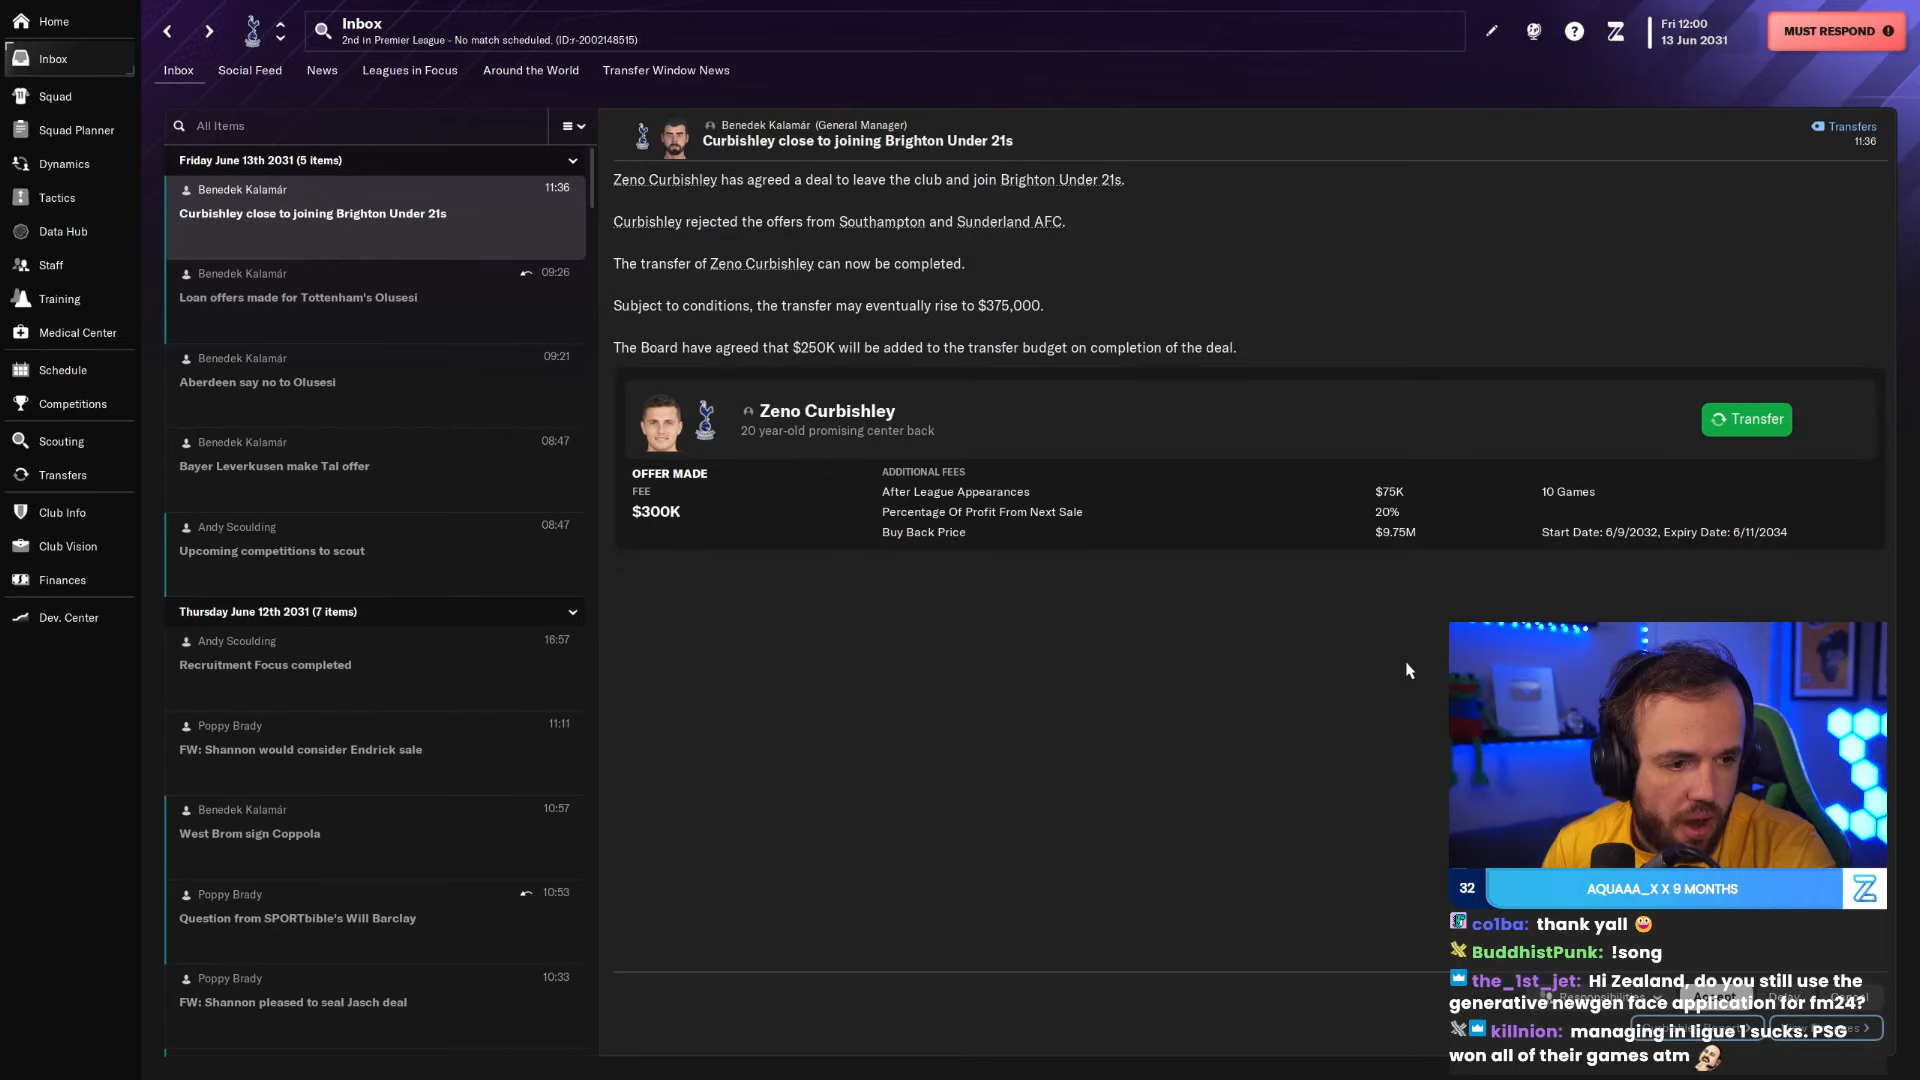 Home
Inbox
Squad
Squad Planner
Dynamics
Tactics
Data Hub
Staff
Training
Medical Center
Schedule
Competitions
Scouting
Transfers
Club Info
Club Vision
Finances
Dev. Center
Inbox
2nd in Premier League - No match scheduled. (ID:r-2002148515)
Fri 12:00
13 Jun 2031
MUST RESPOND
Inbox
Social Feed
News
Leagues in Focus
Around the World
Transfer Window News
All Items
Friday June 13th 2031 (5 items)
Benedek Kalamár 11:36
Curbishley close to joining Brighton Under 21s
Benedek Kalamár 09:26
Loan offers made for Tottenham's Olusesi
Benedek Kalamár 09:21
Aberdeen say no to Olusesi
Benedek Kalamár 08:47
Bayer Leverkusen make Tal offer
Andy Scoulding 08:47
Upcoming competitions to scout
Thursday June 12th 2031 (7 items)
Andy Scoulding 16:57
Recruitment Focus completed
Poppy Brady 11:11
FW: Shannon would consider Endrick sale
Benedek Kalamár 10:57
West Brom sign Coppola
Poppy Brady 10:53
Question from SPORTbible's Will Barclay
Poppy Brady 10:33
FW: Shannon pleased to seal Jasch deal
Benedek Kalamár (General Manager)
Curbishley close to joining Brighton Under 21s
Transfers
11:36
Zeno Curbishley has agreed a deal to leave the club and join Brighton Under 21s.
Curbishley rejected the offers from Southampton and Sunderland AFC.
The transfer of Zeno Curbishley can now be completed.
Subject to conditions, the transfer may eventually rise to $375,000.
The Board have agreed that $250K will be added to the transfer budget on completion of the deal.
Zeno Curbishley
20 year-old promising center back
Transfer
OFFER MADE
FEE
$300K
ADDITIONAL FEES
After League Appearances $75K 10 Games
Percentage Of Profit From Next Sale 20%
Buy Back Price $9.75M Start Date: 6/9/2032, Expiry Date: 6/11/2034
32 AQUAAA_X X 9 MONTHS
co1ba: thank yall
BuddhistPunk: !song
the_1st_jet: Hi Zealand, do you still use the
generative newgen face application for fm24?
killnion: managing in ligue 1 sucks. PSG
won all of their games atm
Responsibilities
Accept